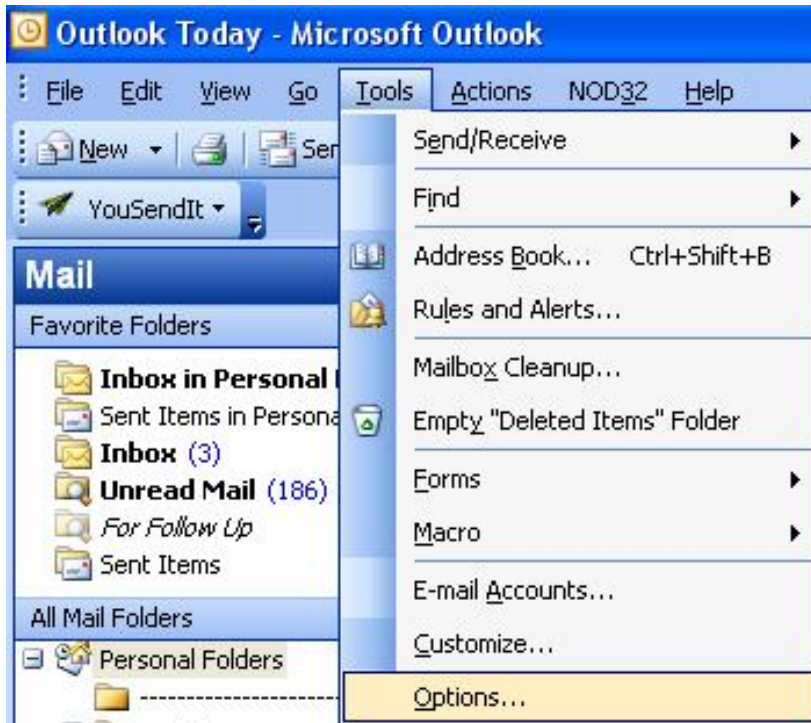 Outlook Today - Microsoft Outlook
File Edit View Go Tools Actions NOD32 Help
New Sen
YouSendIt
Send/Receive
Find
Address Book... Ctrl+Shift+B
Rules and Alerts...
Mailbox Cleanup...
Empty "Deleted Items" Folder
Forms
Macro
E-mail Accounts...
Customize...
Options...
Mail
Favorite Folders
Inbox in Personal
Sent Items in Persona
Inbox (3)
Unread Mail (186)
For Follow Up
Sent Items
All Mail Folders
Personal Folders